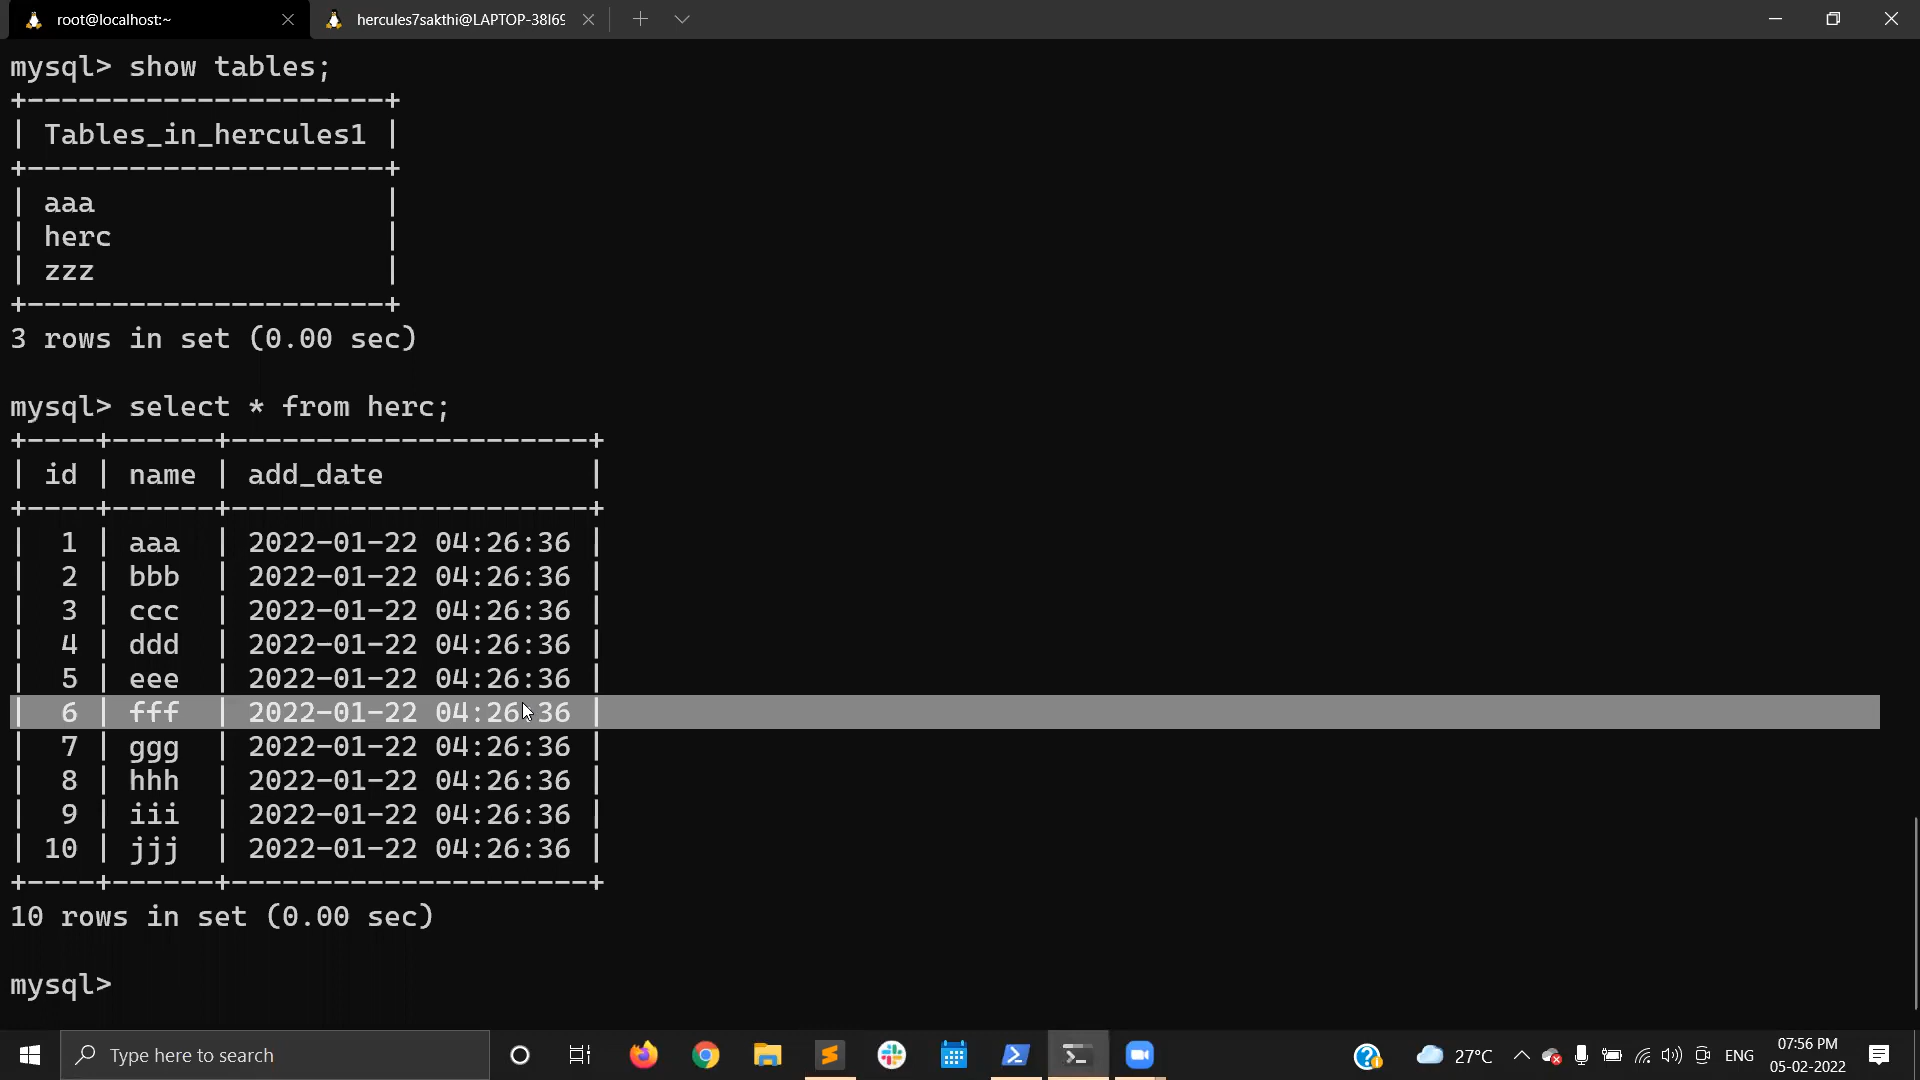 root@localhost:~
hercules7sakthi@LAPTOP-38I69
mysql> show tables;
+---------------------+
| Tables_in_hercules1 |
+---------------------+
| aaa                 |
| herc                |
| zzz                 |
+---------------------+
3 rows in set (0.00 sec)
mysql> select * from herc;
+----+------+---------------------+
| id | name | add_date            |
+----+------+---------------------+
|  1 | aaa  | 2022-01-22 04:26:36 |
|  2 | bbb  | 2022-01-22 04:26:36 |
|  3 | ccc  | 2022-01-22 04:26:36 |
|  4 | ddd  | 2022-01-22 04:26:36 |
|  5 | eee  | 2022-01-22 04:26:36 |
|  6 | fff  | 2022-01-22 04:26:36 |
|  7 | ggg  | 2022-01-22 04:26:36 |
|  8 | hhh  | 2022-01-22 04:26:36 |
|  9 | iii  | 2022-01-22 04:26:36 |
| 10 | jjj  | 2022-01-22 04:26:36 |
+----+------+---------------------+
10 rows in set (0.00 sec)
mysql>
Type here to search
27°C
ENG
07:56 PM
05-02-2022